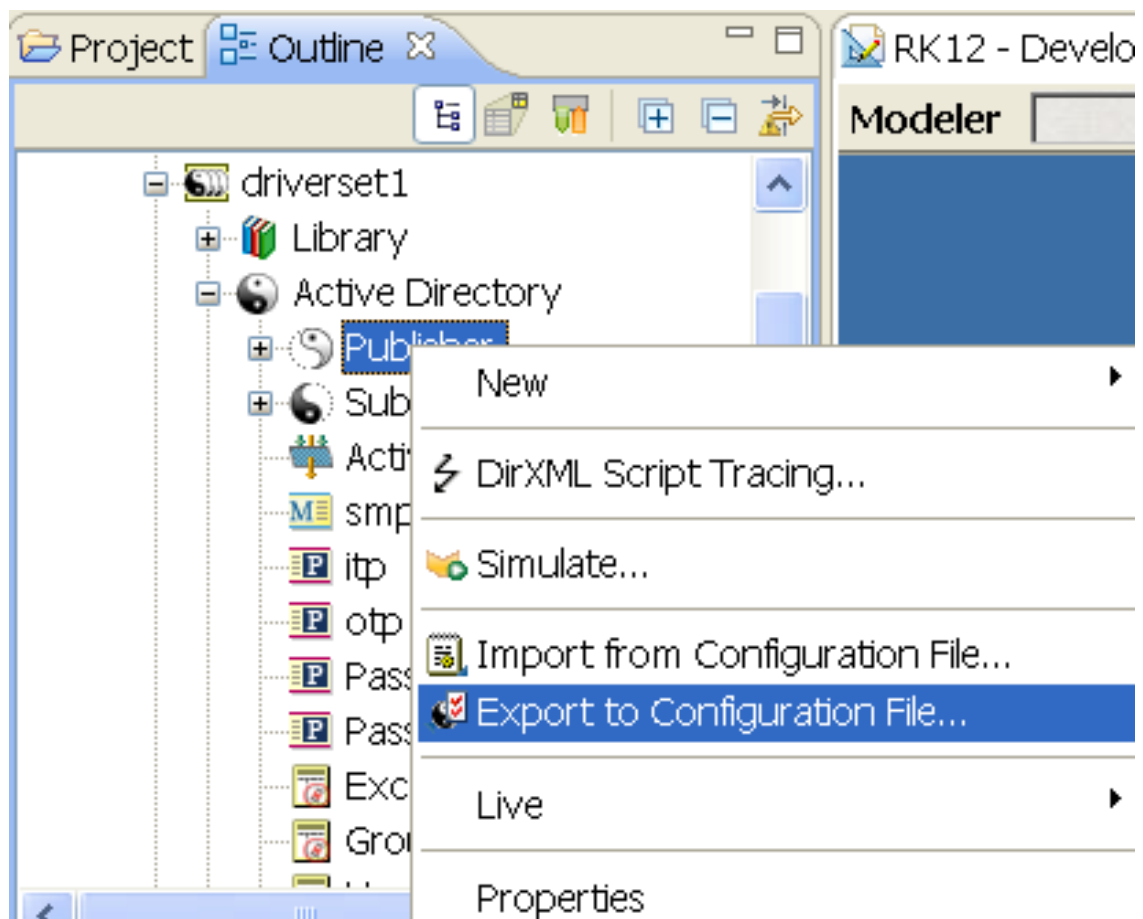 Project Outline RK12 - Develo
Modeler
driverset1
Library
Active Directory
Publisher
Sub
Acti
smp
itp
otp
Pass
Pass
Exc
Gro
New
DirXML Script Tracing...
Simulate...
Import from Configuration File...
Export to Configuration File...
Live
Properties